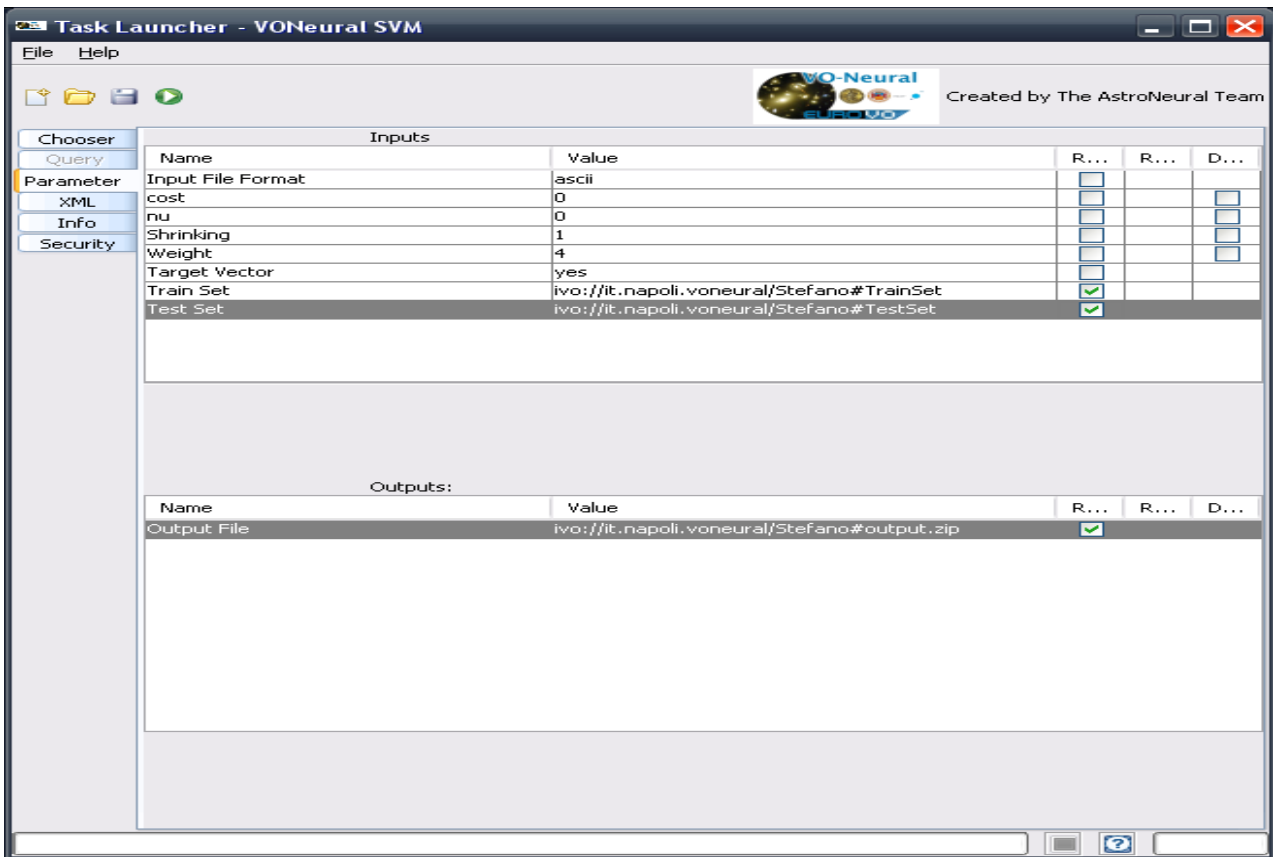 Task Launcher - VONeural SVM
File Help
VO-Neural
EURO VO
Created by The AstroNeural Team
Chooser
Query
Parameter
XML
Info
Security
Inputs
Name Value R... R... D...
Input File Format ascii
cost 0
nu 0
Shrinking 1
Weight 4
Target Vector yes
Train Set ivo://it.napoli.voneural/Stefano#TrainSet
Test Set ivo://it.napoli.voneural/Stefano#TestSet
Outputs:
Name Value R... R... D...
Output File ivo://it.napoli.voneural/Stefano#output.zip